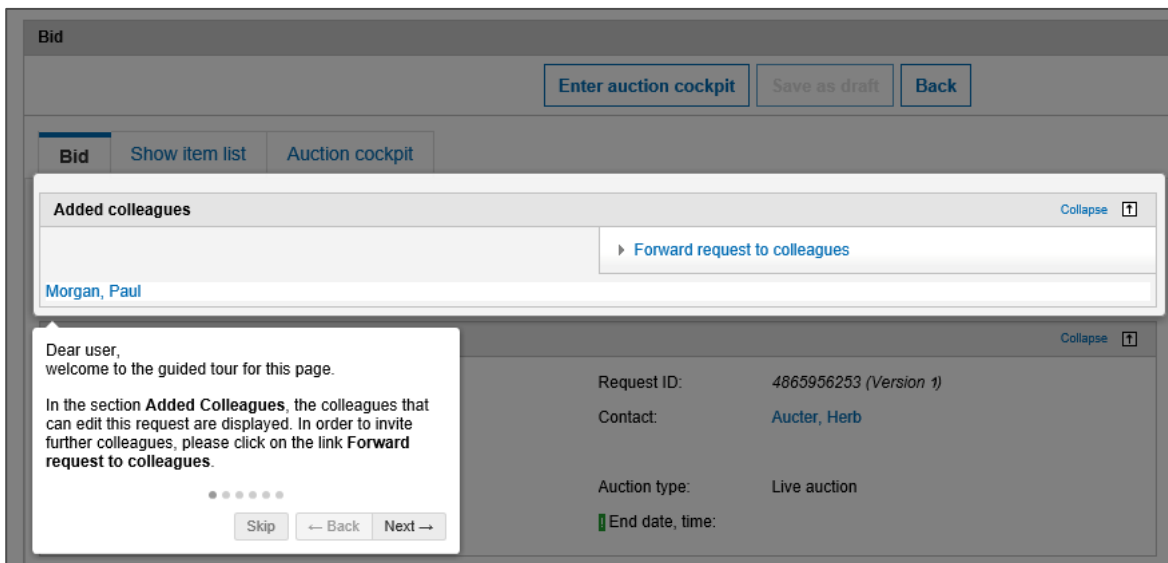 Bid
Enter auction cockpit Save as draft Back
Bid Show item list Auction cockpit
Added colleagues Collapse
Forward request to colleagues
Morgan, Paul
Collapse
Dear user,
welcome to the guided tour for this page.
In the section Added Colleagues, the colleagues that
can edit this request are displayed. In order to invite
further colleagues, please click on the link Forward
request to colleagues.
Skip ← Back Next →
Request ID: 4865956253 (Version 1)
Contact: Aucter, Herb
Auction type: Live auction
End date, time: